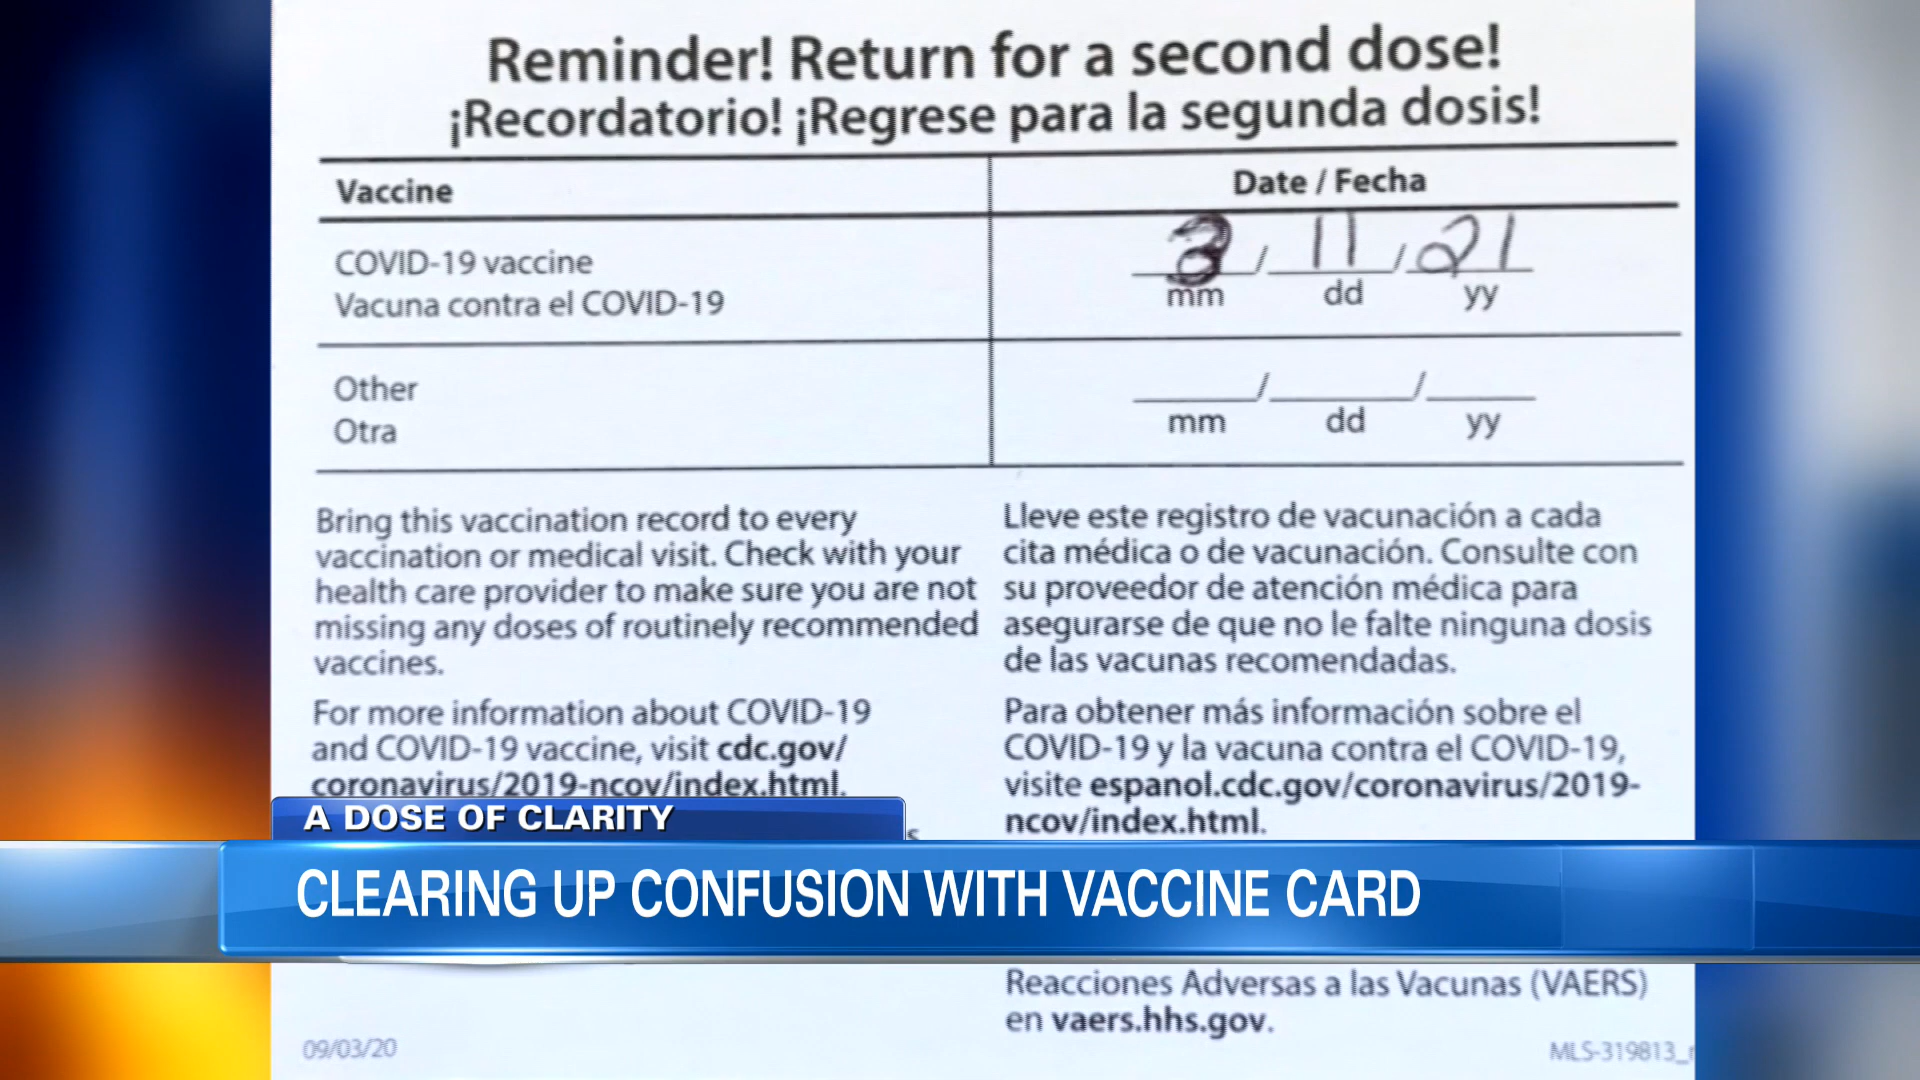 Reminder! Return for a second dose!
¡Recordatorio! ¡Regrese para la segunda dosis!
Vaccine
Date / Fecha
COVID-19 vaccine
Vacuna contra el COVID-19
3 / 11 / 21
mm dd yy
Other
Otra
/ /
mm dd yy
Bring this vaccination record to every
vaccination or medical visit. Check with your
health care provider to make sure you are not
missing any doses of routinely recommended
vaccines.
For more information about COVID-19
and COVID-19 vaccine, visit cdc.gov/
coronavirus/2019-ncov/index.html.
Lleve este registro de vacunación a cada
cita médica o de vacunación. Consulte con
su proveedor de atención médica para
asegurarse de que no le falte ninguna dosis
de las vacunas recomendadas.
Para obtener más información sobre el
COVID-19 y la vacuna contra el COVID-19,
visite espanol.cdc.gov/coronavirus/2019-
ncov/index.html.
A DOSE OF CLARITY
CLEARING UP CONFUSION WITH VACCINE CARD
Reacciones Adversas a las Vacunas (VAERS)
en vaers.hhs.gov.
09/03/20
MLS-319813_r